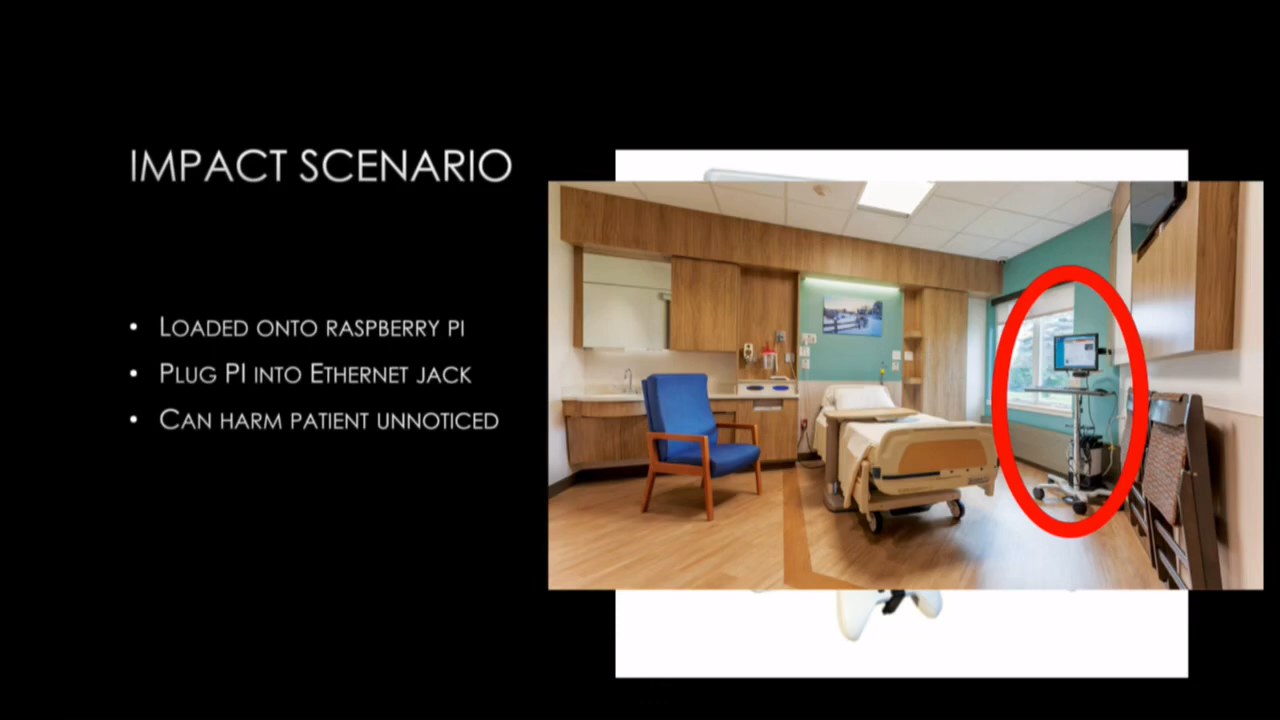 IMPACT SCENARIO
• LOADED ONTO RASPBERRY PI
• PLUG PI INTO ETHERNET JACK
• CAN HARM PATIENT UNNOTICED